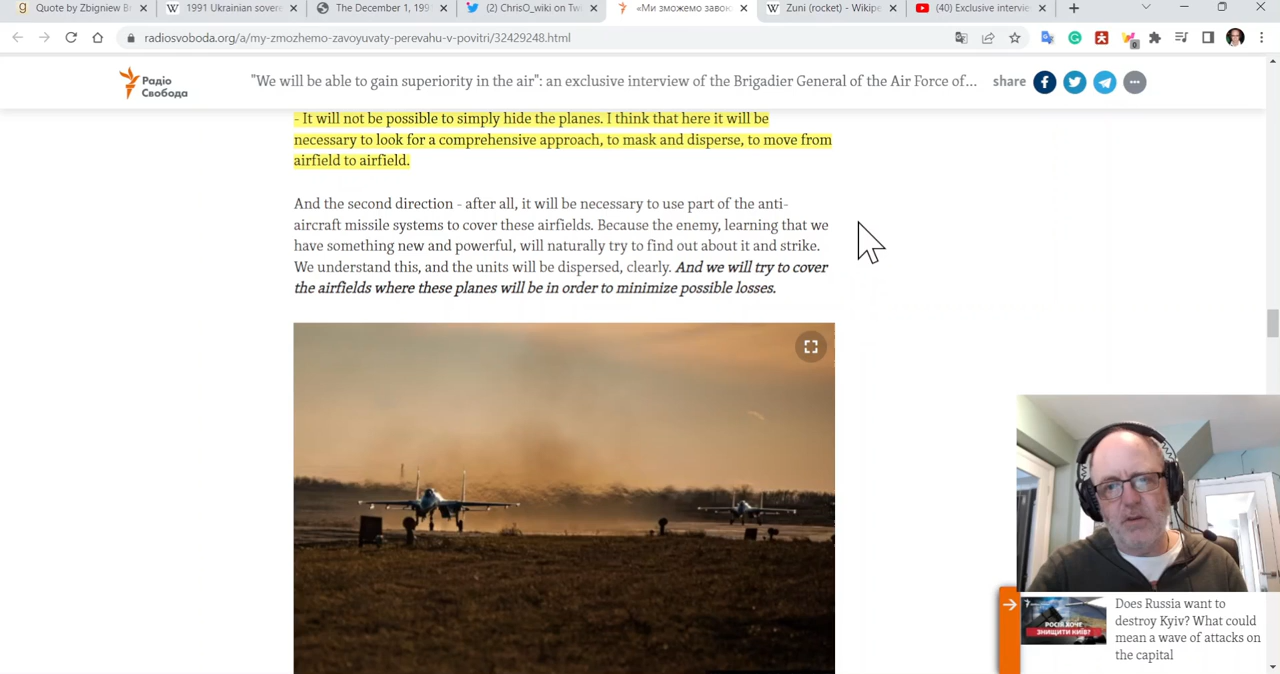 Quote by Zbigniew B
1991 Ukrainian sovere
The December 1, 199
(2) ChrisO_wiki on Tw
«Ми зможемо завою
Zuni (rocket) - Wikipe
(40) Exclusive intervie
radiosvoboda.org/a/my-zmozhemo-zavoyuvaty-perevahu-v-povitri/32429248.html
Радіо
Свобода
"We will be able to gain superiority in the air": an exclusive interview of the Brigadier General of the Air Force of...
share
- It will not be possible to simply hide the planes. I think that here it will be
necessary to look for a comprehensive approach, to mask and disperse, to move from
airfield to airfield.
And the second direction - after all, it will be necessary to use part of the anti-
aircraft missile systems to cover these airfields. Because the enemy, learning that we
have something new and powerful, will naturally try to find out about it and strike.
We understand this, and the units will be dispersed, clearly. And we will try to cover
the airfields where these planes will be in order to minimize possible losses.
РОСІЯ ХОЧЕ
ЗНИЩИТИ КИЇВ?
Does Russia want to
destroy Kyiv? What could
mean a wave of attacks on
the capital